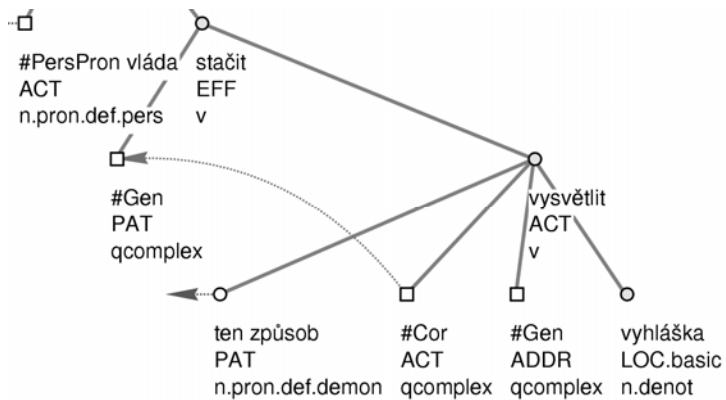 #PersPron vláda
ACT
n.pron.def.pers
stačit
EFF
v
#Gen
PAT
qcomplex
vysvětlit
ACT
v
ten způsob
PAT
n.pron.def.demon
#Cor
ACT
qcomplex
#Gen
ADDR
qcomplex
vyhláška
LOC.basic
n.denot